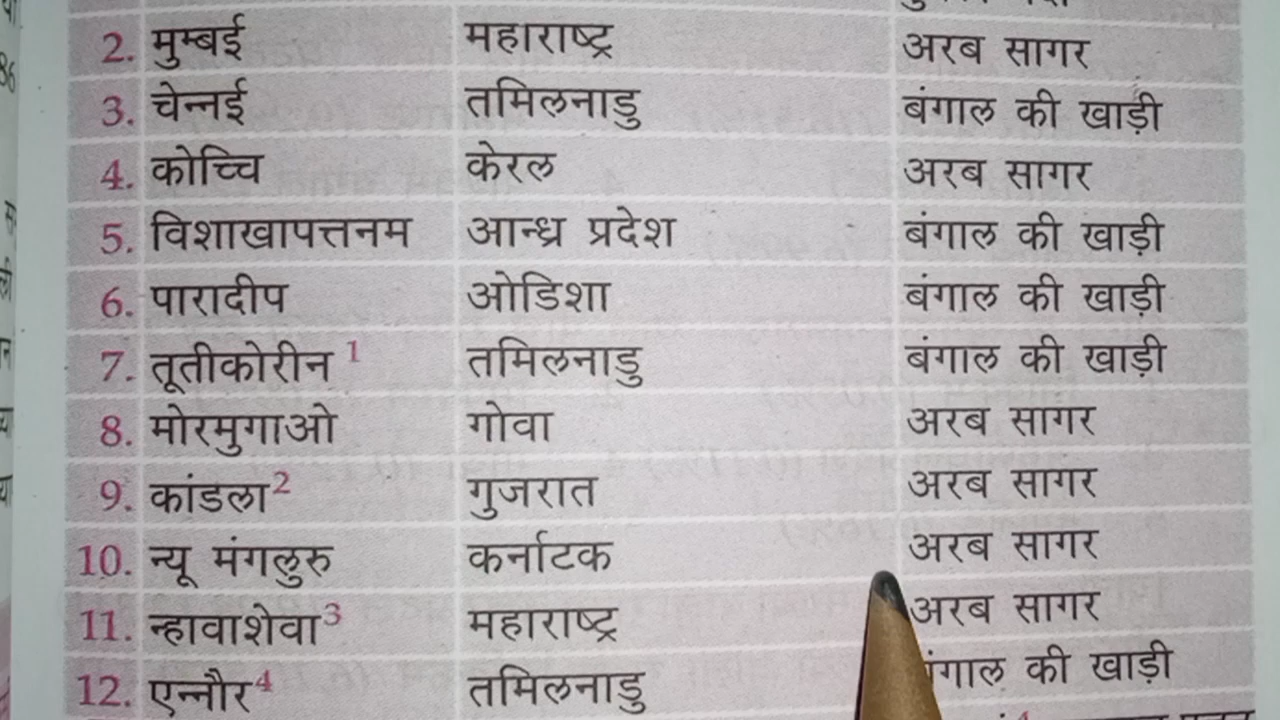 2. मुम्बई महाराष्ट्र अरब सागर
3. चेन्नई तमिलनाडु बंगाल की खाड़ी
4. कोच्चि केरल अरब सागर
5. विशाखापत्तनम आन्ध्र प्रदेश बंगाल की खाड़ी
6. पारादीप ओडिशा बंगाल की खाड़ी
7. तूतीकोरीन 1 तमिलनाडु बंगाल की खाड़ी
8. मोरमुगाओ गोवा अरब सागर
9. कांडला2 गुजरात अरब सागर
10. न्यू मंगलुरु कर्नाटक अरब सागर
11. न्हावाशेवा3 महाराष्ट्र अरब सागर
12. एन्नौर4 तमिलनाडु की खाड़ी